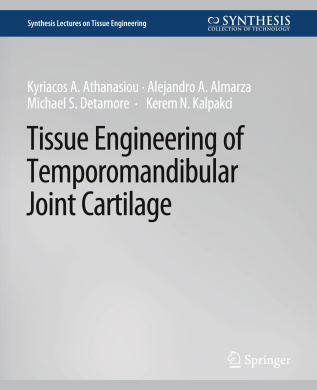 Synthesis Lectures on Tissue Engineering
SYNTHESIS
COLLECTION OF TECHNOLOGY
Kyriacos A. Athanasiou · Alejandro A. Almarza
Michael S. Detamore · Kerem N. Kalpakci
Tissue Engineering of
Temporomandibular
Joint Cartilage
Springer